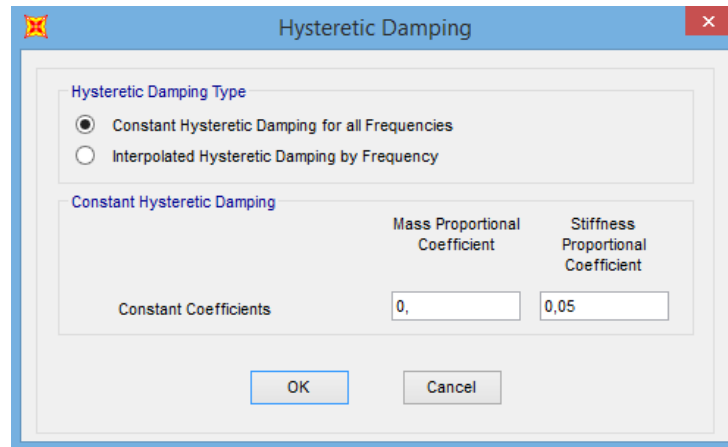 Hysteretic Damping
Hysteretic Damping Type
Constant Hysteretic Damping for all Frequencies
Interpolated Hysteretic Damping by Frequency
Constant Hysteretic Damping
Mass Proportional
Coefficient
Stiffness
Proportional
Coefficient
Constant Coefficients
0,
0,05
OK
Cancel